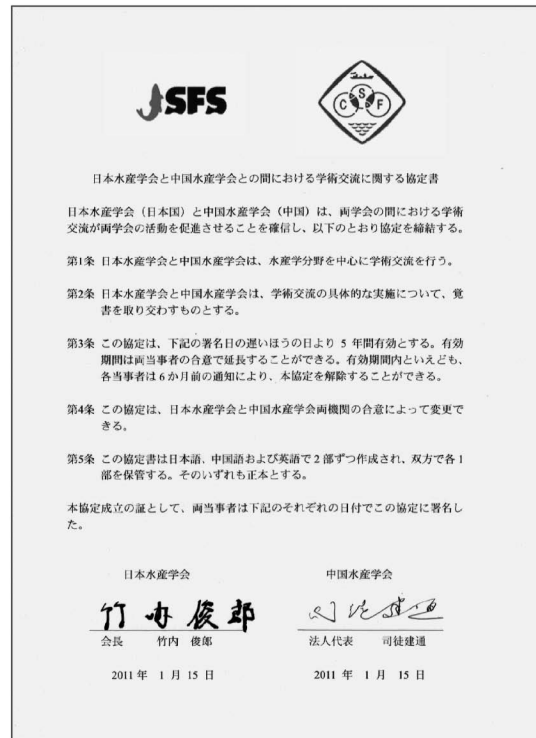 SFS
C S F
日本水産学会と中国水産学会との間における学術交流に関する協定書
日本水産学会（日本国）と中国水産学会（中国）は、両学会の間における学術
交流が両学会の活動を促進させることを確信し、以下のとおり協定を締結する。
第1条 日本水産学会と中国水産学会は、水産学分野を中心に学術交流を行う。
第2条 日本水産学会と中国水産学会は、学術交流の具体的な実施について、覚
書を取り交わすものとする。
第3条 この協定は、下記の署名日の遅いほうの日より 5 年間有効とする。有効
期間は両当事者の合意で延長することができる。有効期間内といえども、
各当事者は 6 か月前の通知により、本協定を解除することができる。
第4条 この協定は、日本水産学会と中国水産学会両機関の合意によって変更で
きる。
第5条 この協定書は日本語、中国語および英語で 2 部ずつ作成され、双方で各 1
部を保管する。そのいずれも正本とする。
本協定成立の証として、両当事者は下記のそれぞれの日付でこの協定に署名し
た。
日本水産学会 中国水産学会
竹内俊郎 司徒建通
会長 竹内 俊郎 法人代表 司徒建通
2011 年 1 月 15 日 2011 年 1 月 15 日